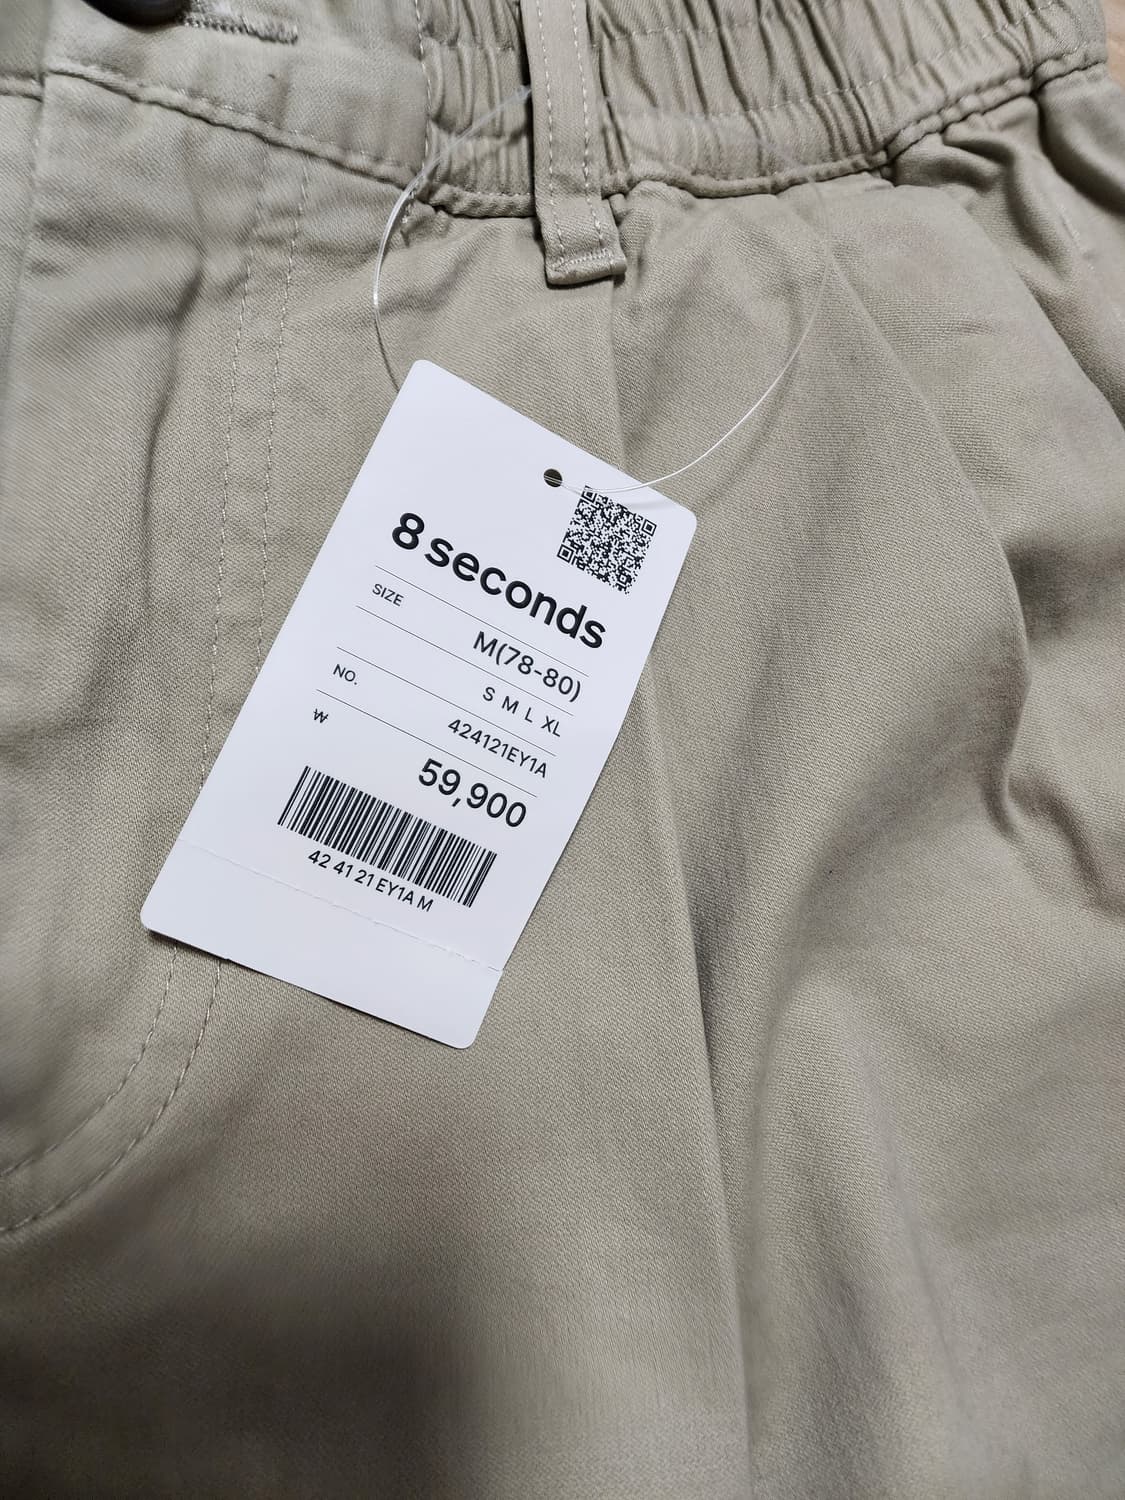 8 seconds
SIZE
M(78-80)
S M L XL
NO.
424121EY1A
₩
59,900
42 41 21 EY1A M